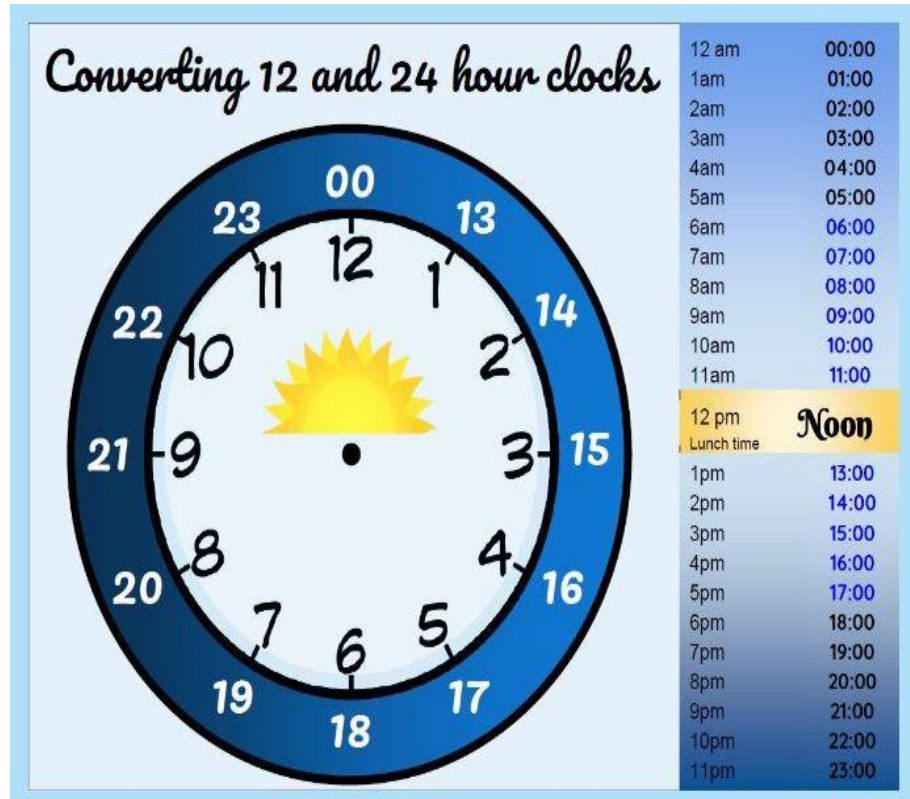 Converting 12 and 24 hour clocks
00
23
13
12
11
1
22
14
10
2
21
9
3
15
8
4
20
16
7
5
6
19
17
18
12 am 00:00
1am 01:00
2am 02:00
3am 03:00
4am 04:00
5am 05:00
6am 06:00
7am 07:00
8am 08:00
9am 09:00
10am 10:00
11am 11:00
12 pm Noon
Lunch time
1pm 13:00
2pm 14:00
3pm 15:00
4pm 16:00
5pm 17:00
6pm 18:00
7pm 19:00
8pm 20:00
9pm 21:00
10pm 22:00
11pm 23:00